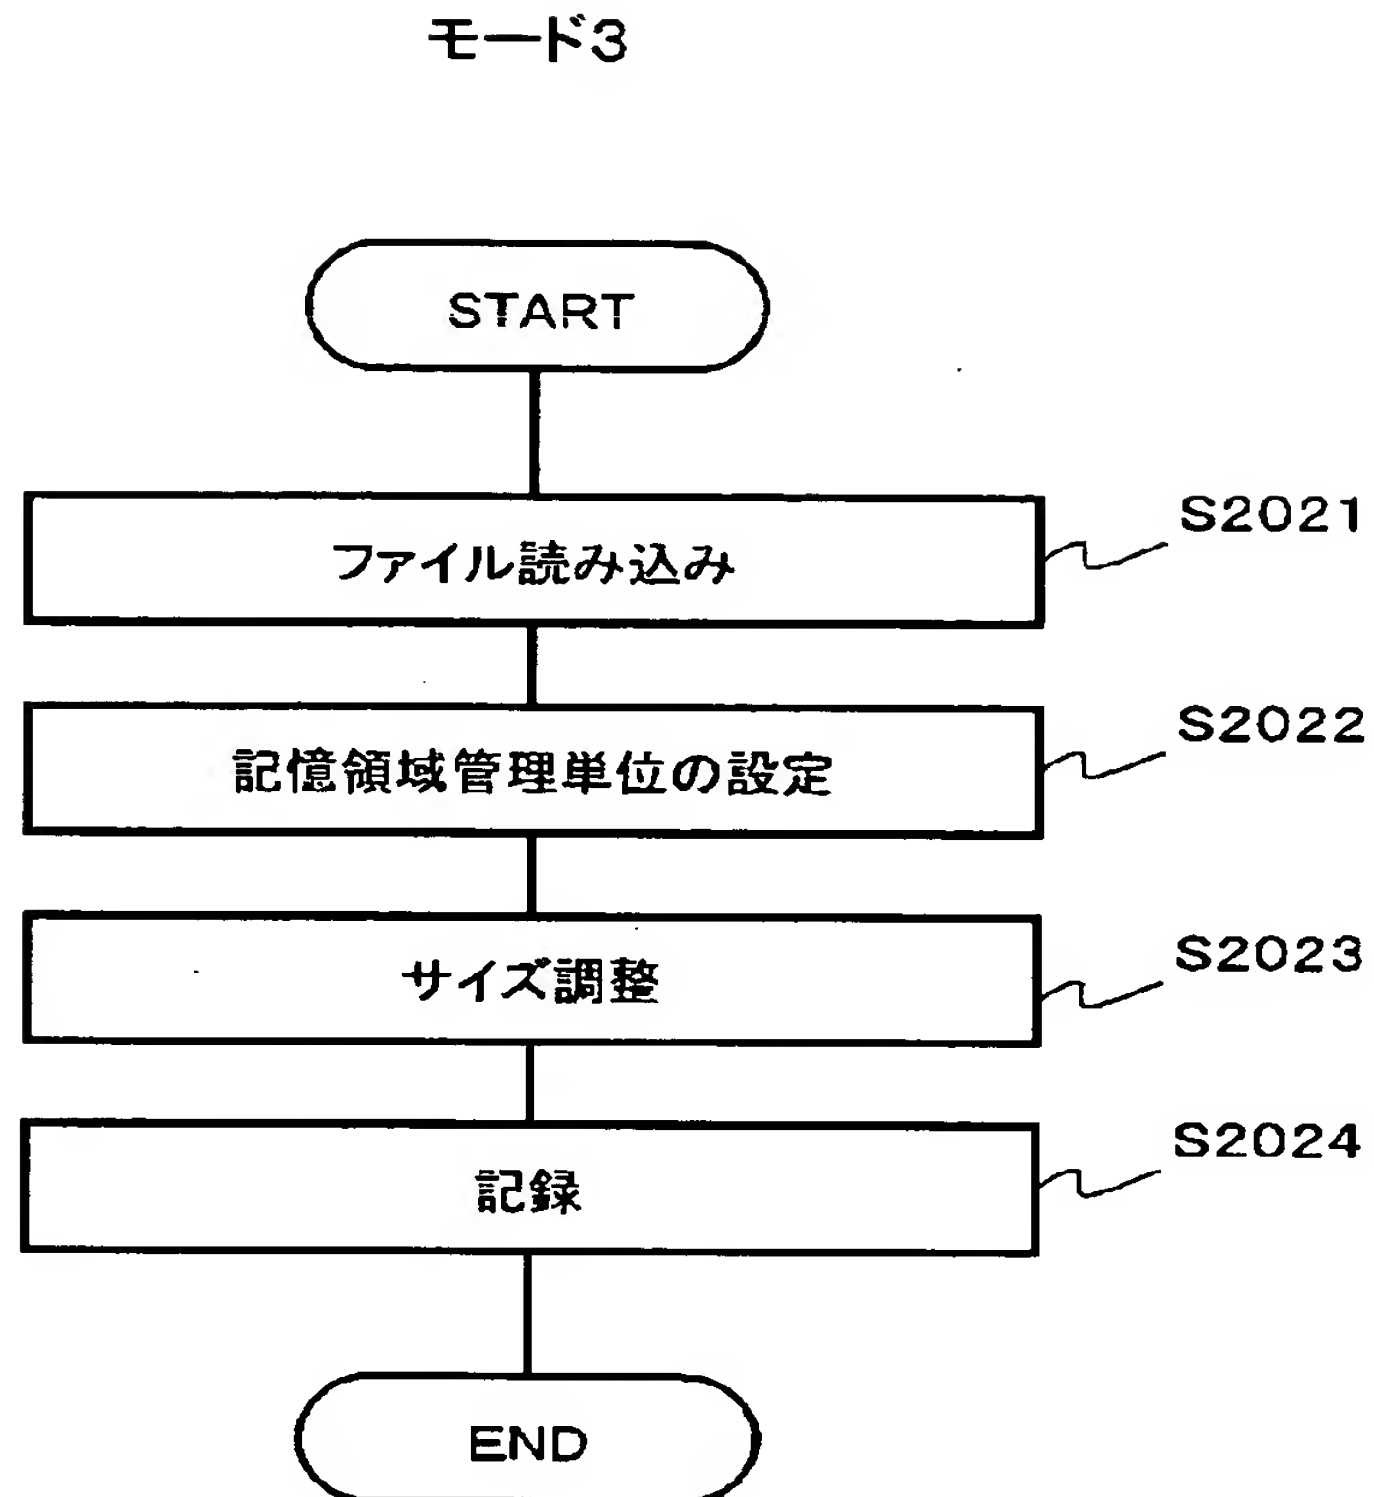 モード3
START
ファイル読み込み
S2021
記憶領域管理単位の設定
S2022
サイズ調整
S2023
記録
S2024
END